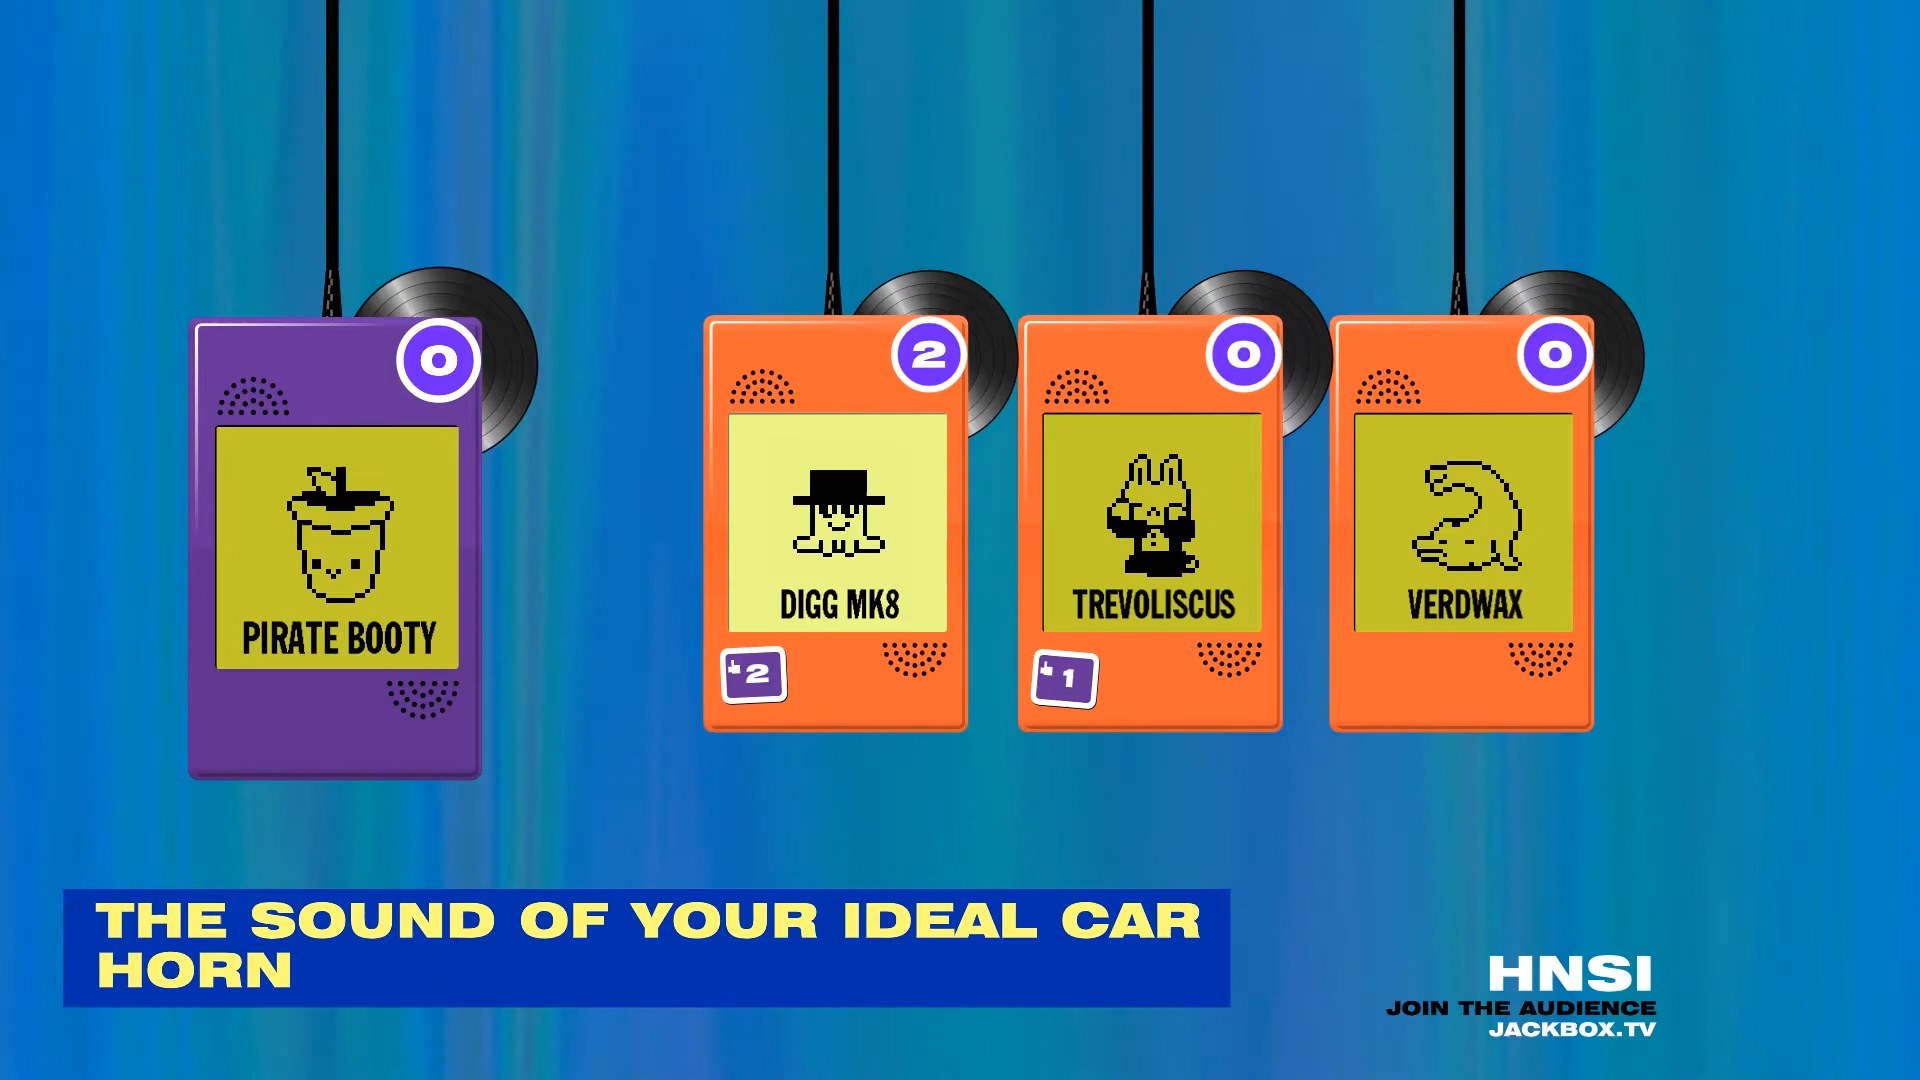 0
2
0
0
PIRATE BOOTY
DIGG MK8
TREVOLISCUS
VERDWAX
2
1
THE SOUND OF YOUR IDEAL CAR
HORN
HNSI
JOIN THE AUDIENCE
JACKBOX.TV